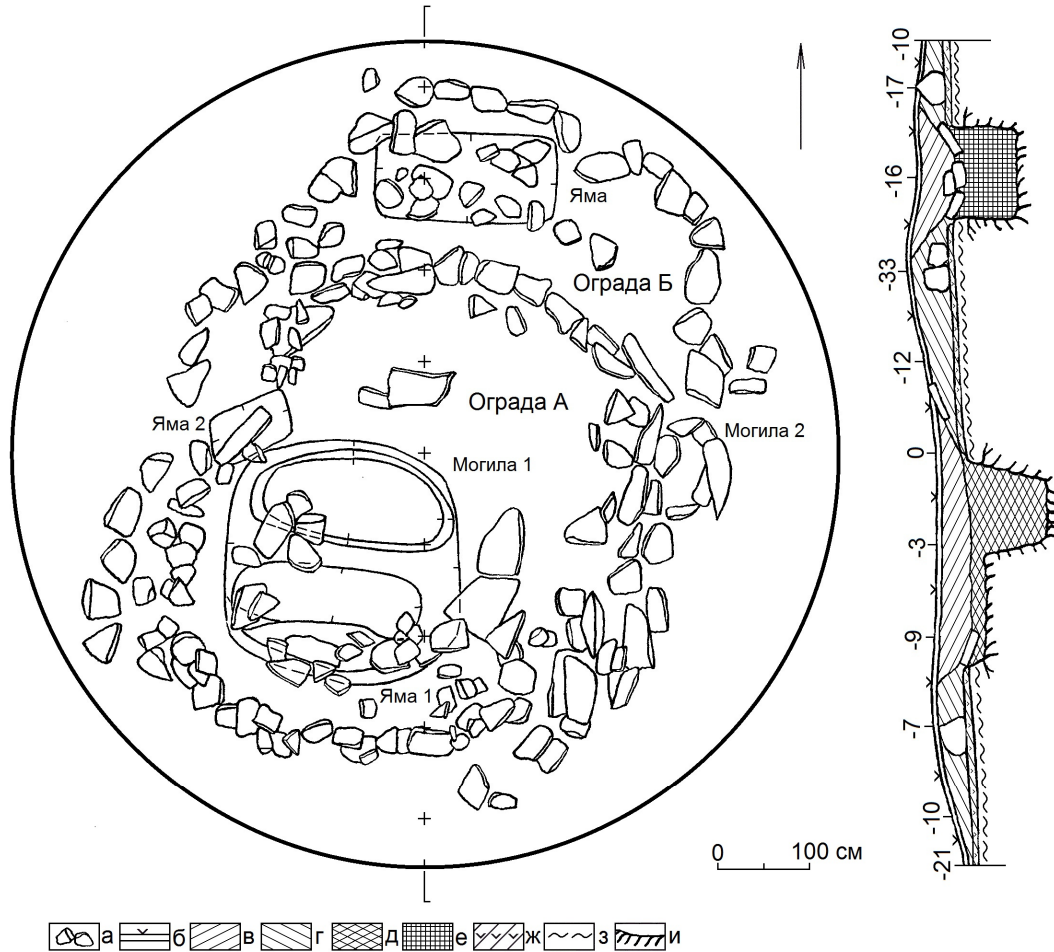 Яма
Ограда Б
Ограда А
Яма 2
Могила 2
Могила 1
Яма 1
0 100 см
-10
-17
-16
-33
-12
0
-3
-9
-7
-10
-21
а б в г д е ж з и